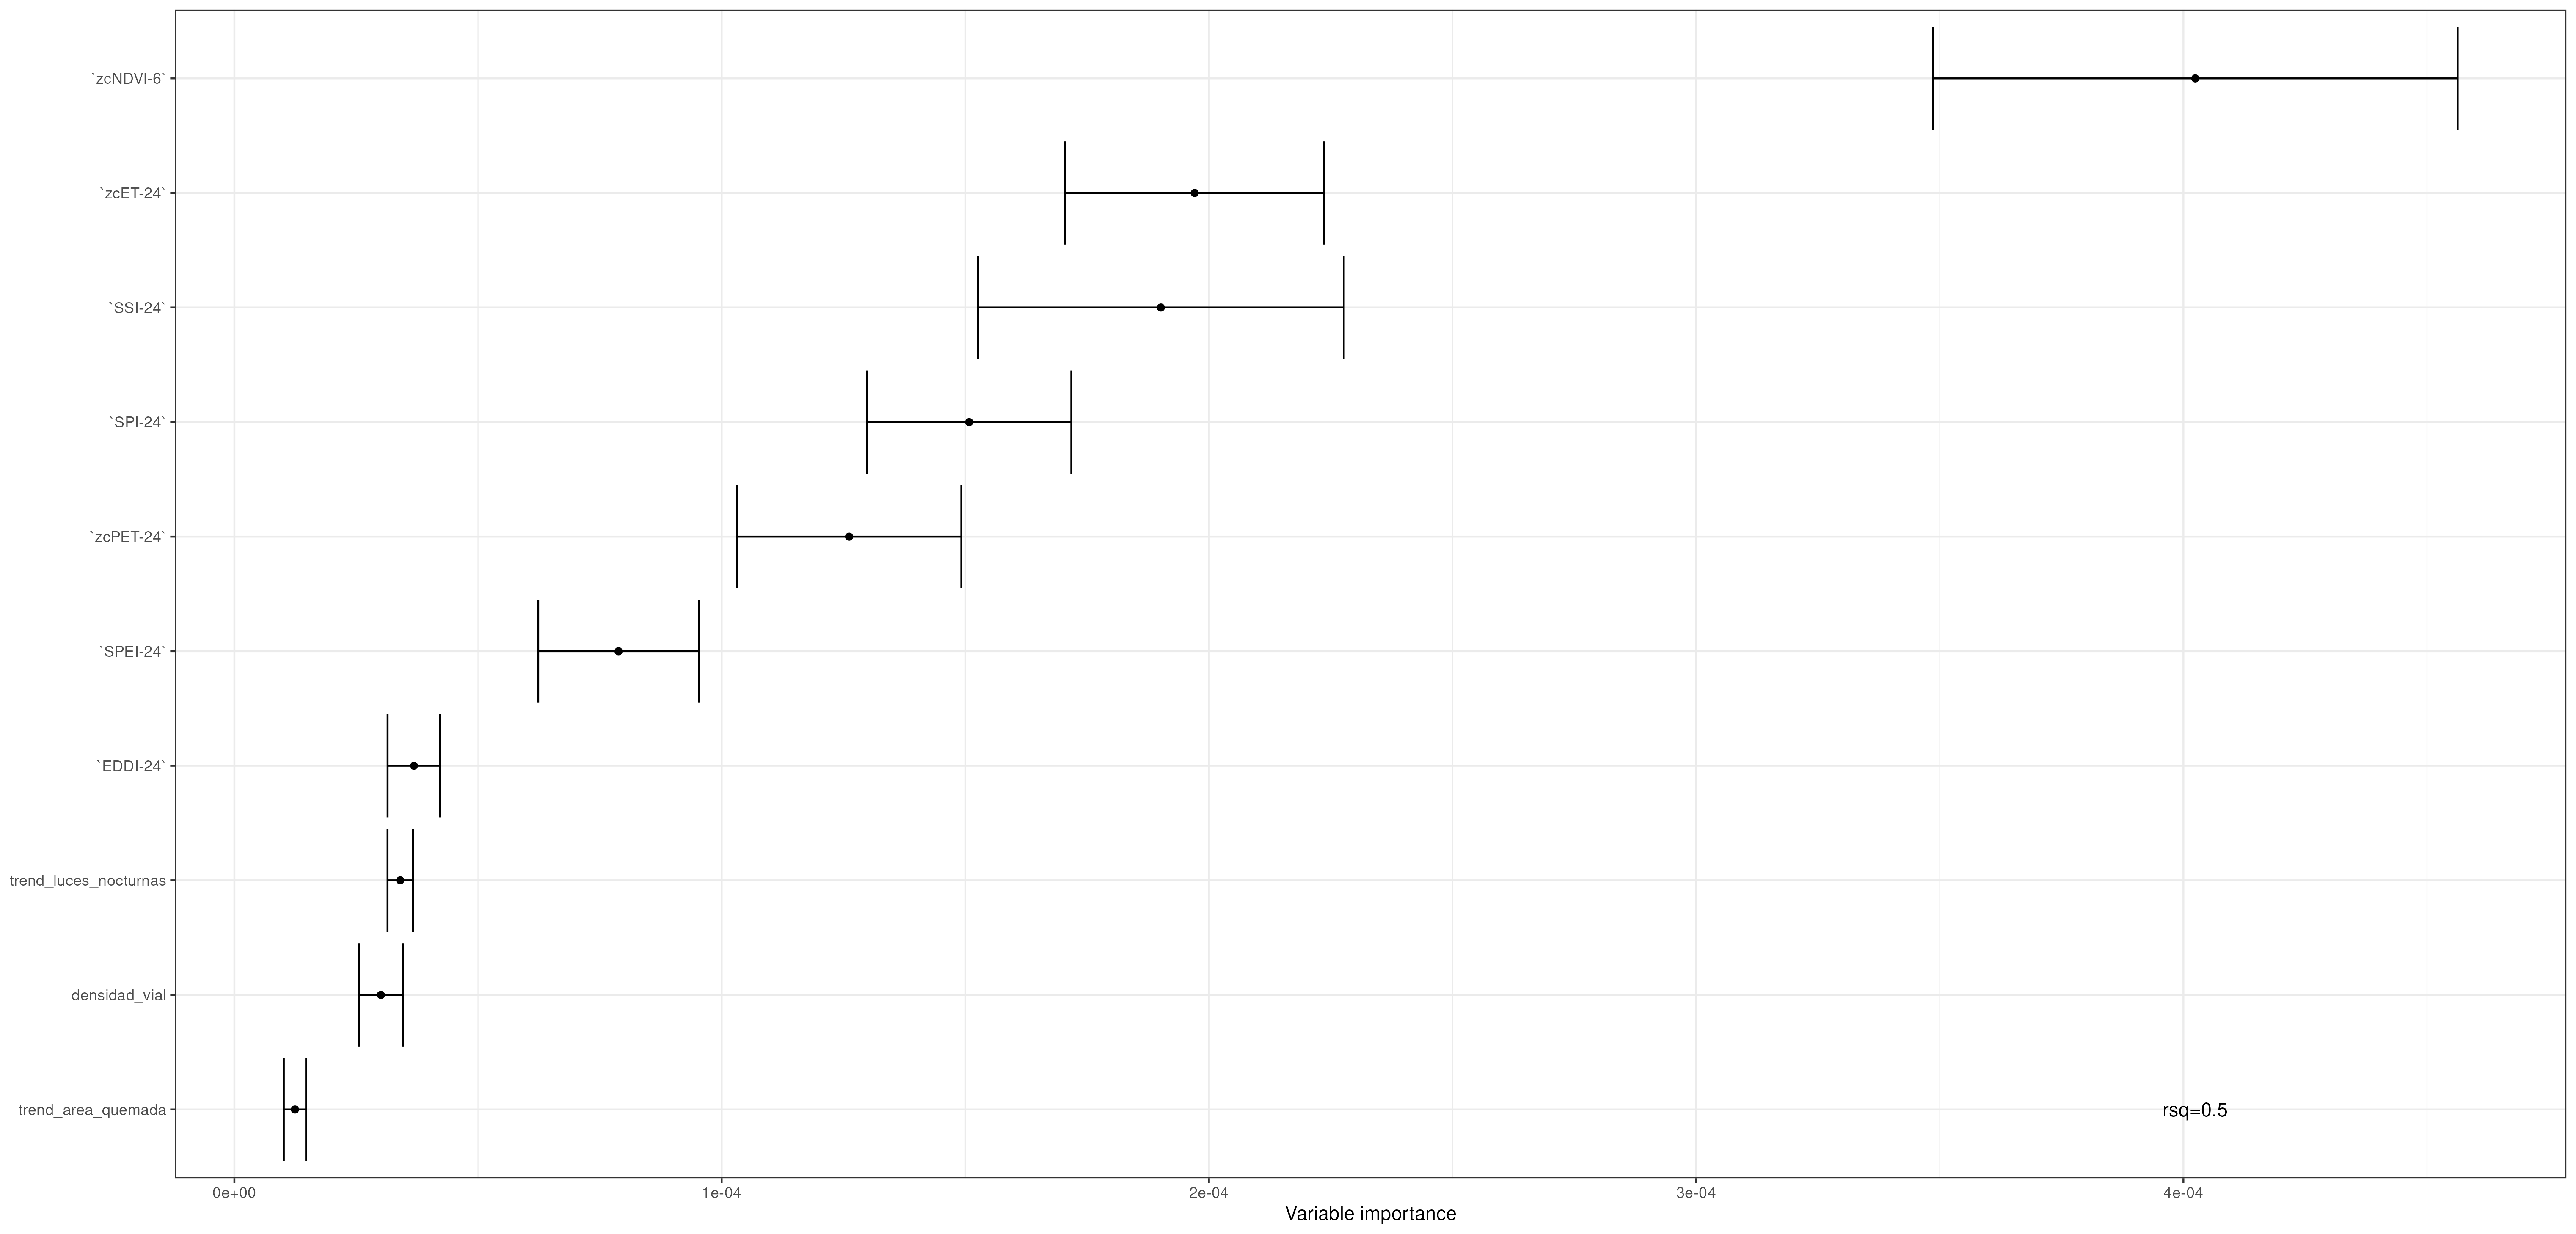 `zcNDVI-6`
`zcET-24`
`SSI-24`
`SPI-24`
`zcPET-24`
`SPEI-24`
`EDDI-24`
trend_luces_nocturnas
densidad_vial
trend_area_quemada
rsq=0.5
0e+00 1e-04 2e-04 3e-04 4e-04
Variable importance